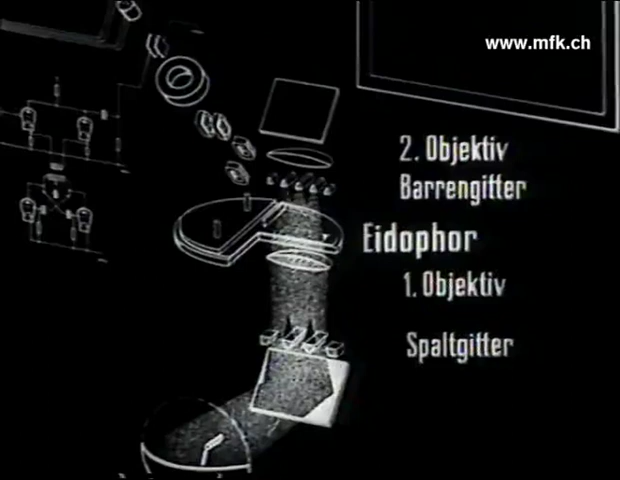 www.mfk.ch
2. Objektiv
Barrengitter
Eidophor
1. Objektiv
Spaltgitter